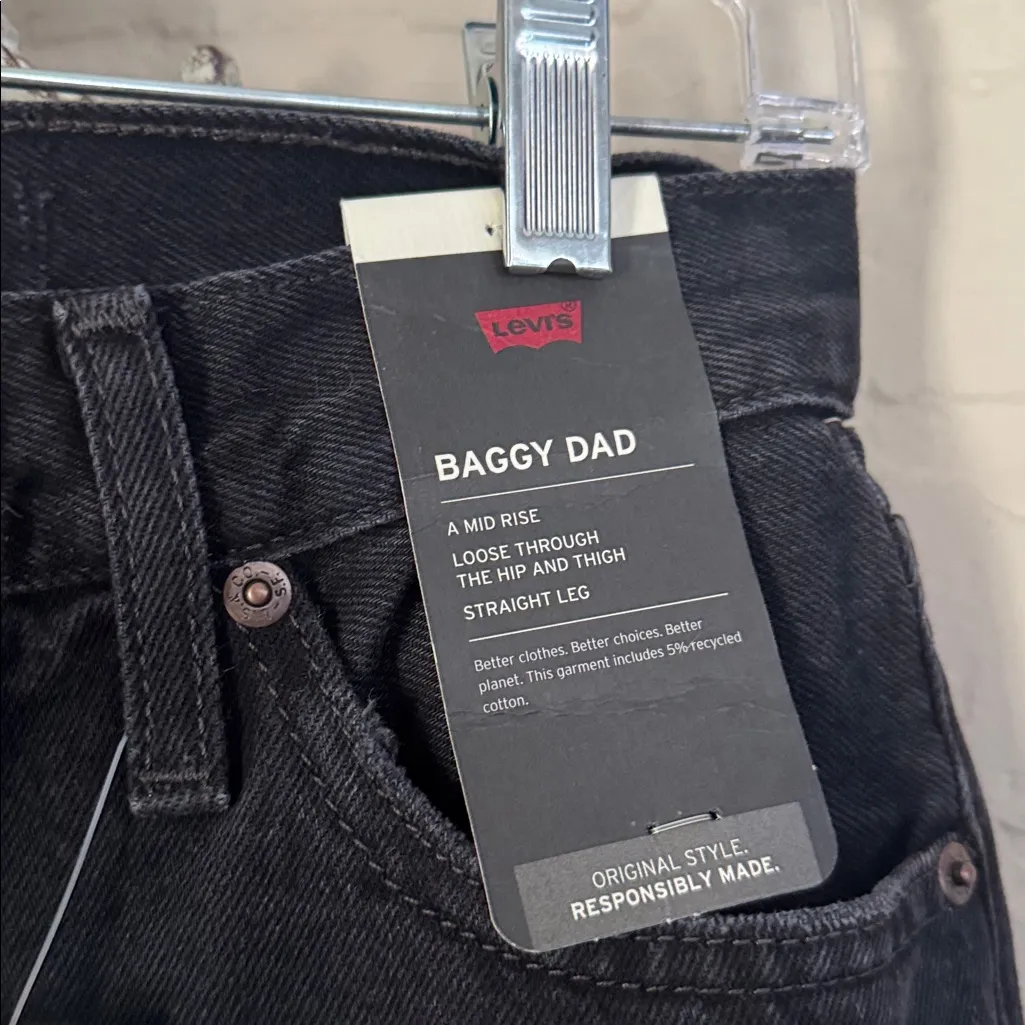 Levi's®
BAGGY DAD
A MID RISE
LOOSE THROUGH
THE HIP AND THIGH
STRAIGHT LEG
Better clothes. Better choices. Better
planet. This garment includes 5% recycled
cotton.
ORIGINAL STYLE.
RESPONSIBLY MADE.
& CO.–S.F.